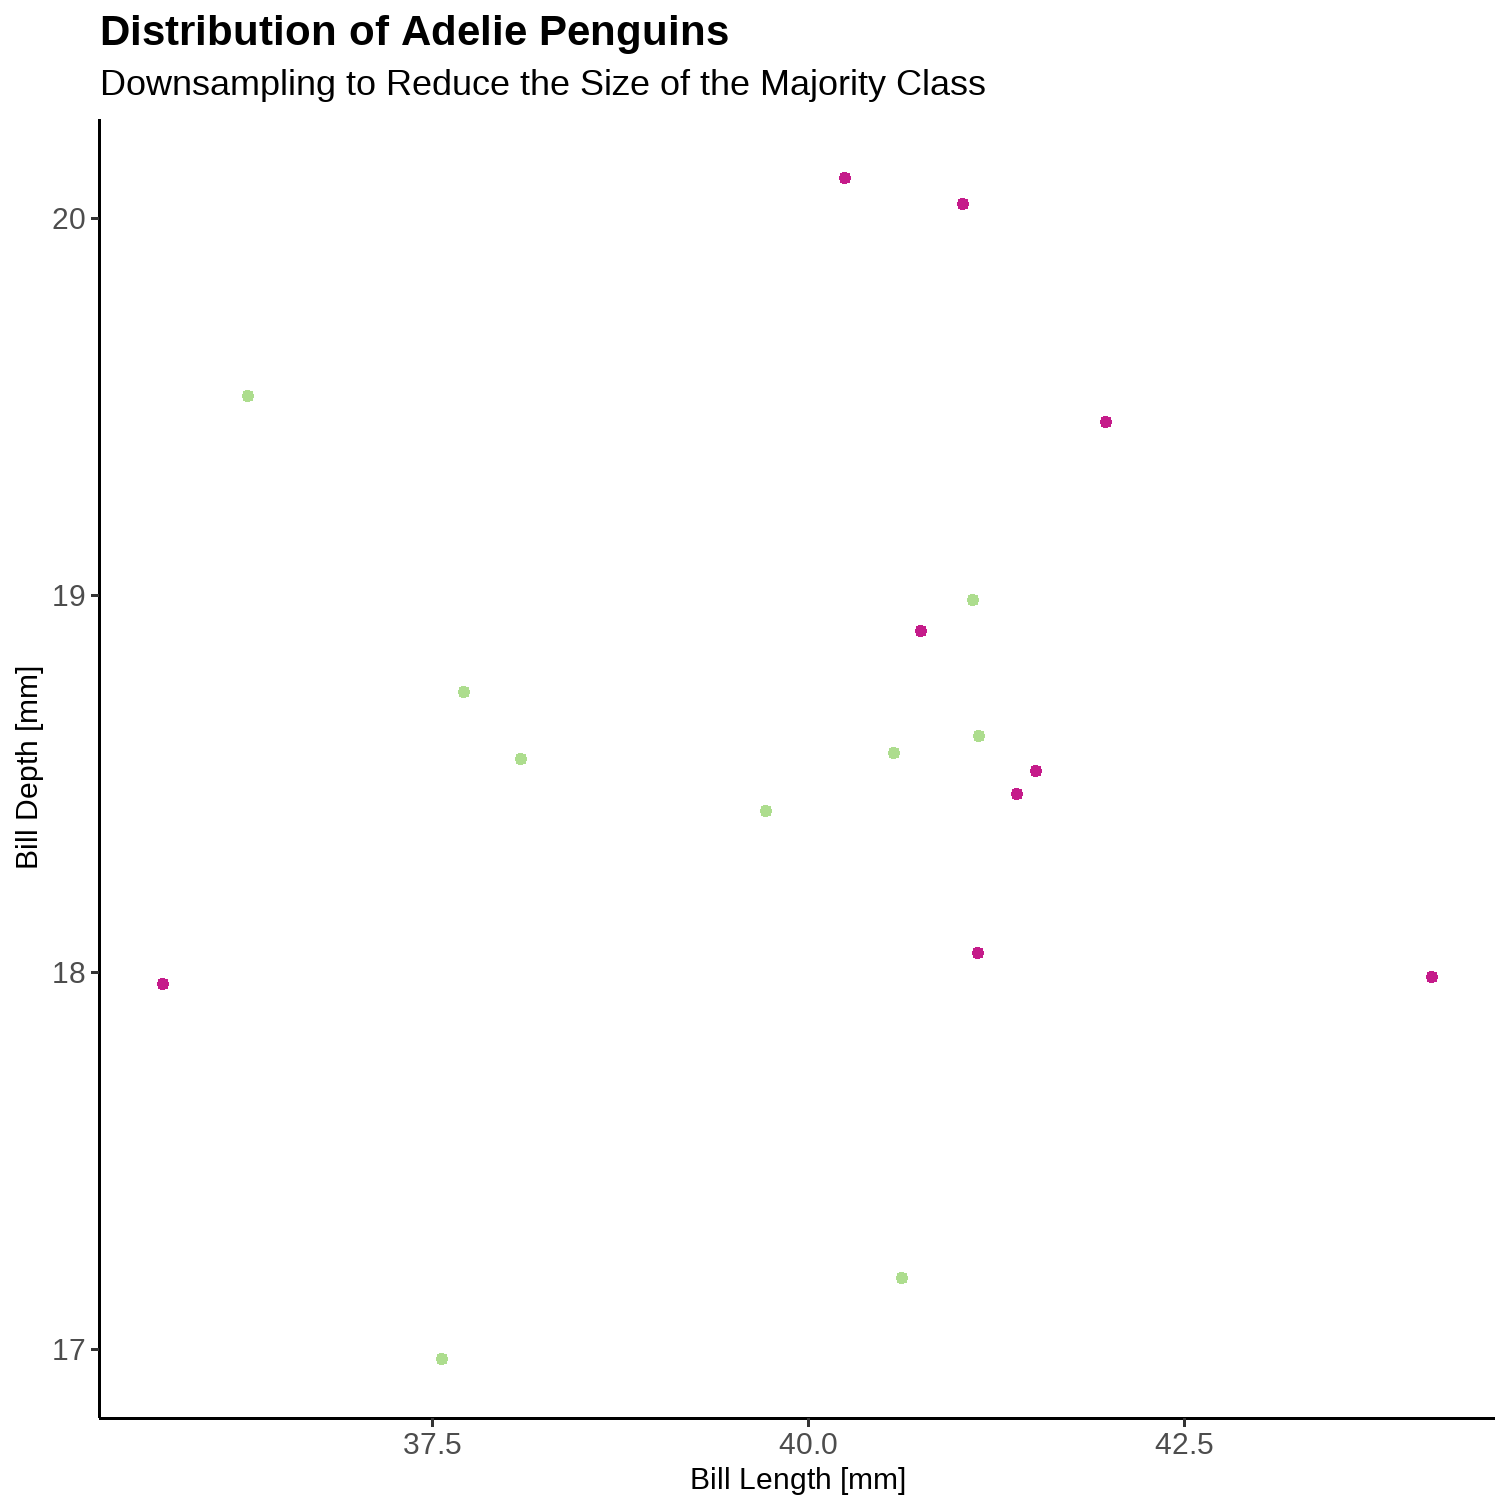 Distribution of Adelie Penguins
Downsampling to Reduce the Size of the Majority Class
20
19
18
17
Bill Depth [mm]
37.5 40.0 42.5
Bill Length [mm]